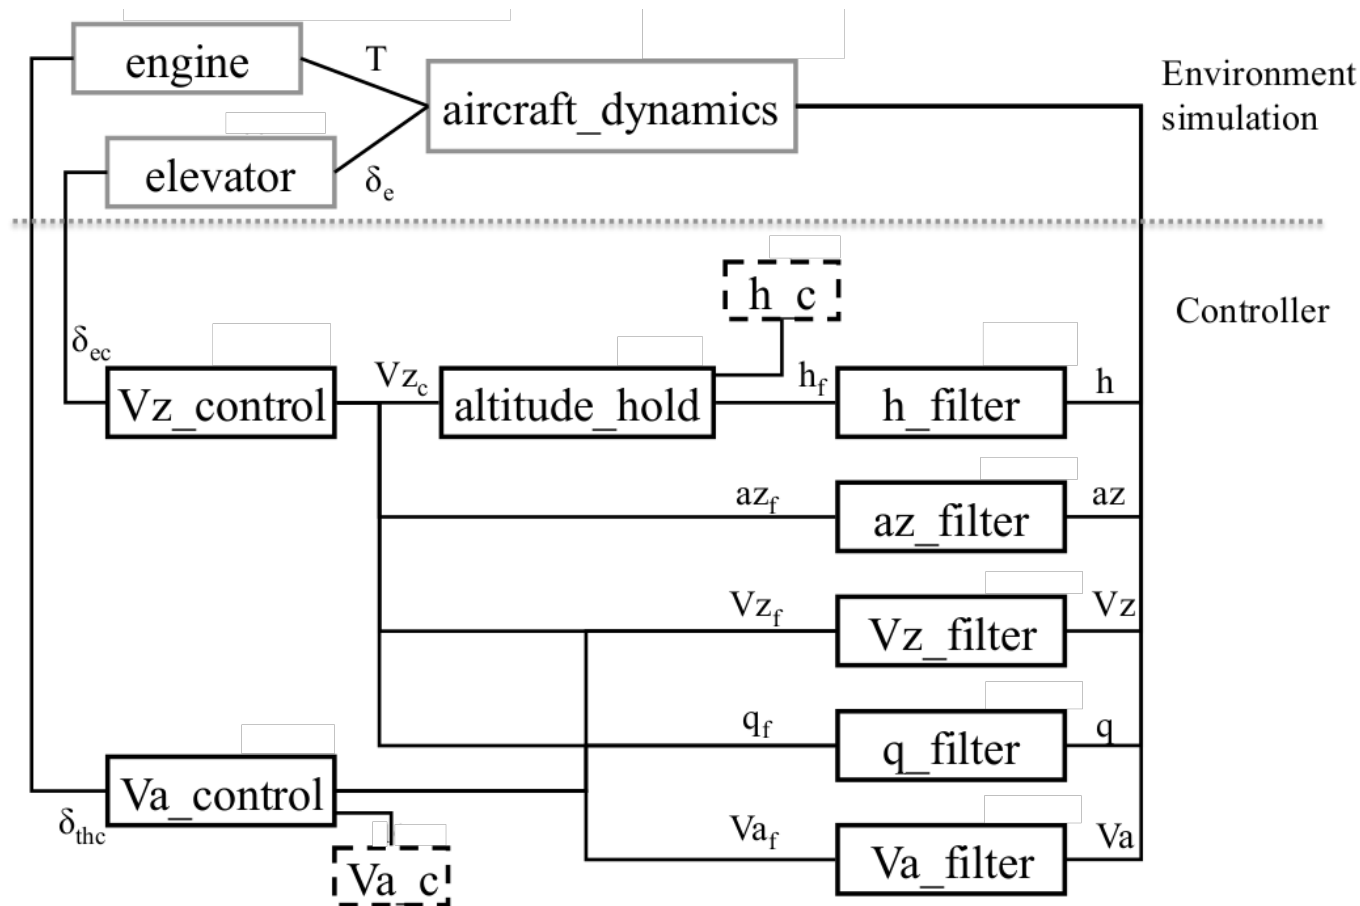 engine
T
aircraft_dynamics
Environment
simulation
elevator
δe
h_c
Controller
δec
Vz_control
Vzc
altitude_hold
hf
h_filter
h
azf
az_filter
az
Vzf
Vz_filter
Vz
qf
q_filter
q
Va_control
δthc
Va_c
Vaf
Va_filter
Va